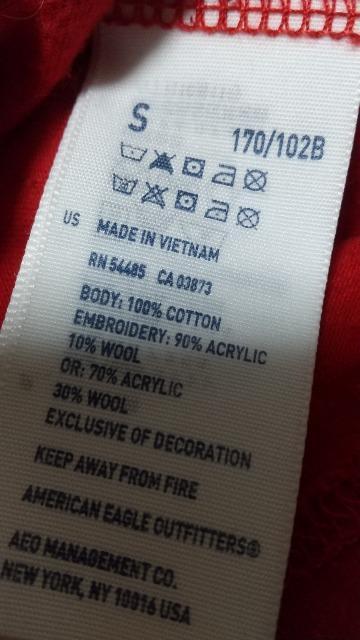 S
170/102B
US MADE IN VIETNAM
RN 54485 CA 03873
BODY: 100% COTTON
EMBROIDERY: 90% ACRYLIC
10% WOOL
OR: 70% ACRYLIC
30% WOOL
EXCLUSIVE OF DECORATION
KEEP AWAY FROM FIRE
AMERICAN EAGLE OUTFITTERS®
AEO MANAGEMENT CO.
NEW YORK, NY 10016 USA